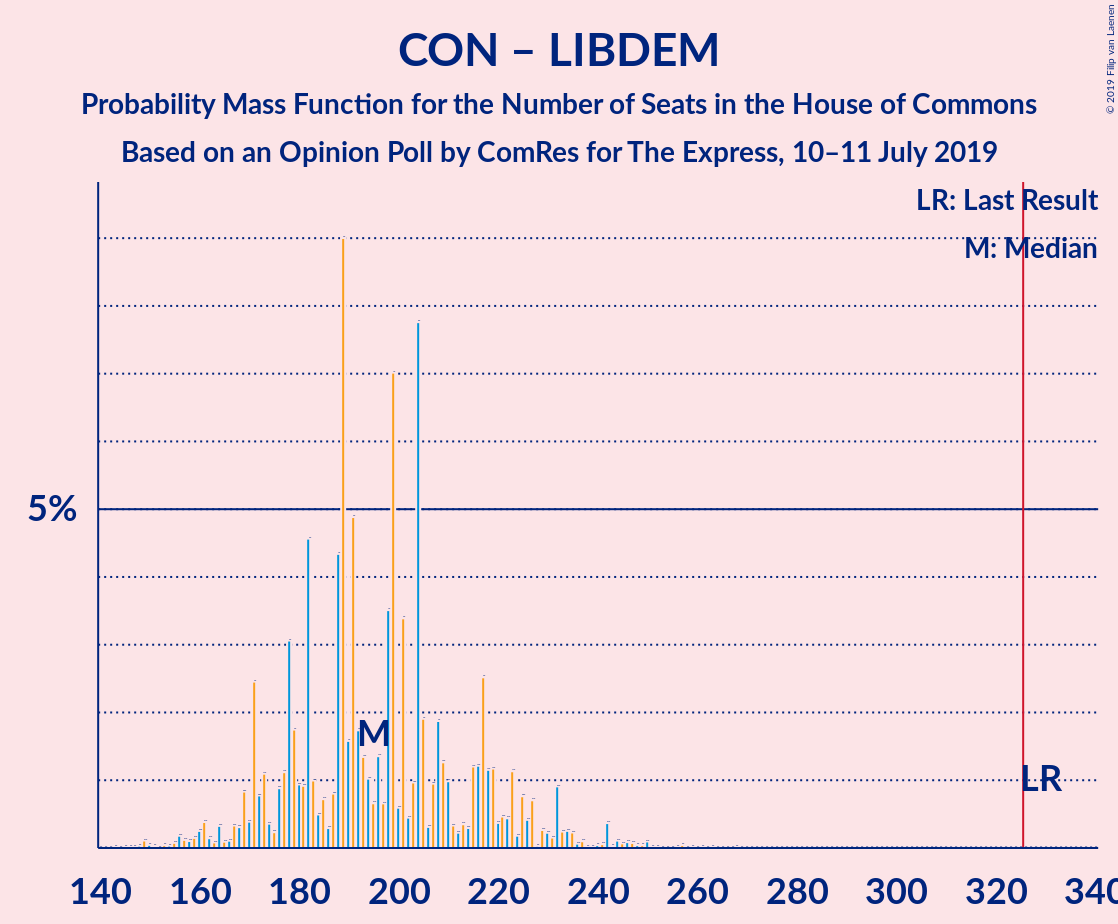 CON – LIBDEM
Probability Mass Function for the Number of Seats in the House of Commons
Based on an Opinion Poll by ComRes for The Express, 10–11 July 2019
© 2019 Filip van Laenen
LR: Last Result
M: Median
5%
M
LR
140 160 180 200 220 240 260 280 300 320 340